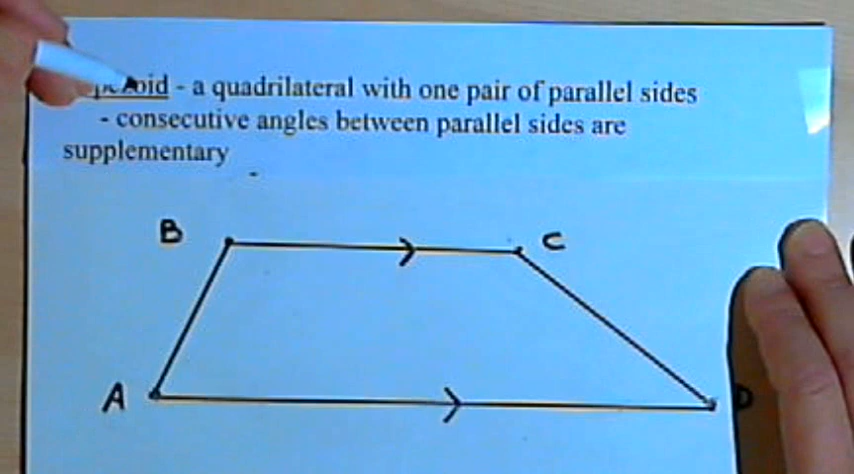 - a quadrilateral with one pair of parallel sides
- consecutive angles between parallel sides are
supplementary
B
C
A
D